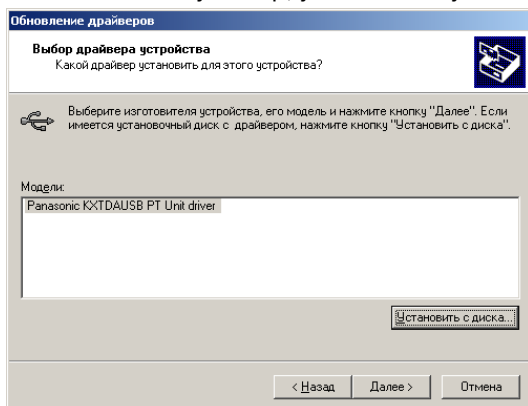 Обновление драйверов
Выбор драйвера устройства
Какой драйвер установить для этого устройства?
Выберите изготовителя устройства, его модель и нажмите кнопку "Далее". Если
имеется установочный диск с драйвером, нажмите кнопку "Установить с диска".
Модели:
Panasonic KXTDAUSB PT Unit driver
Установить с диска...
< Назад Далее > Отмена